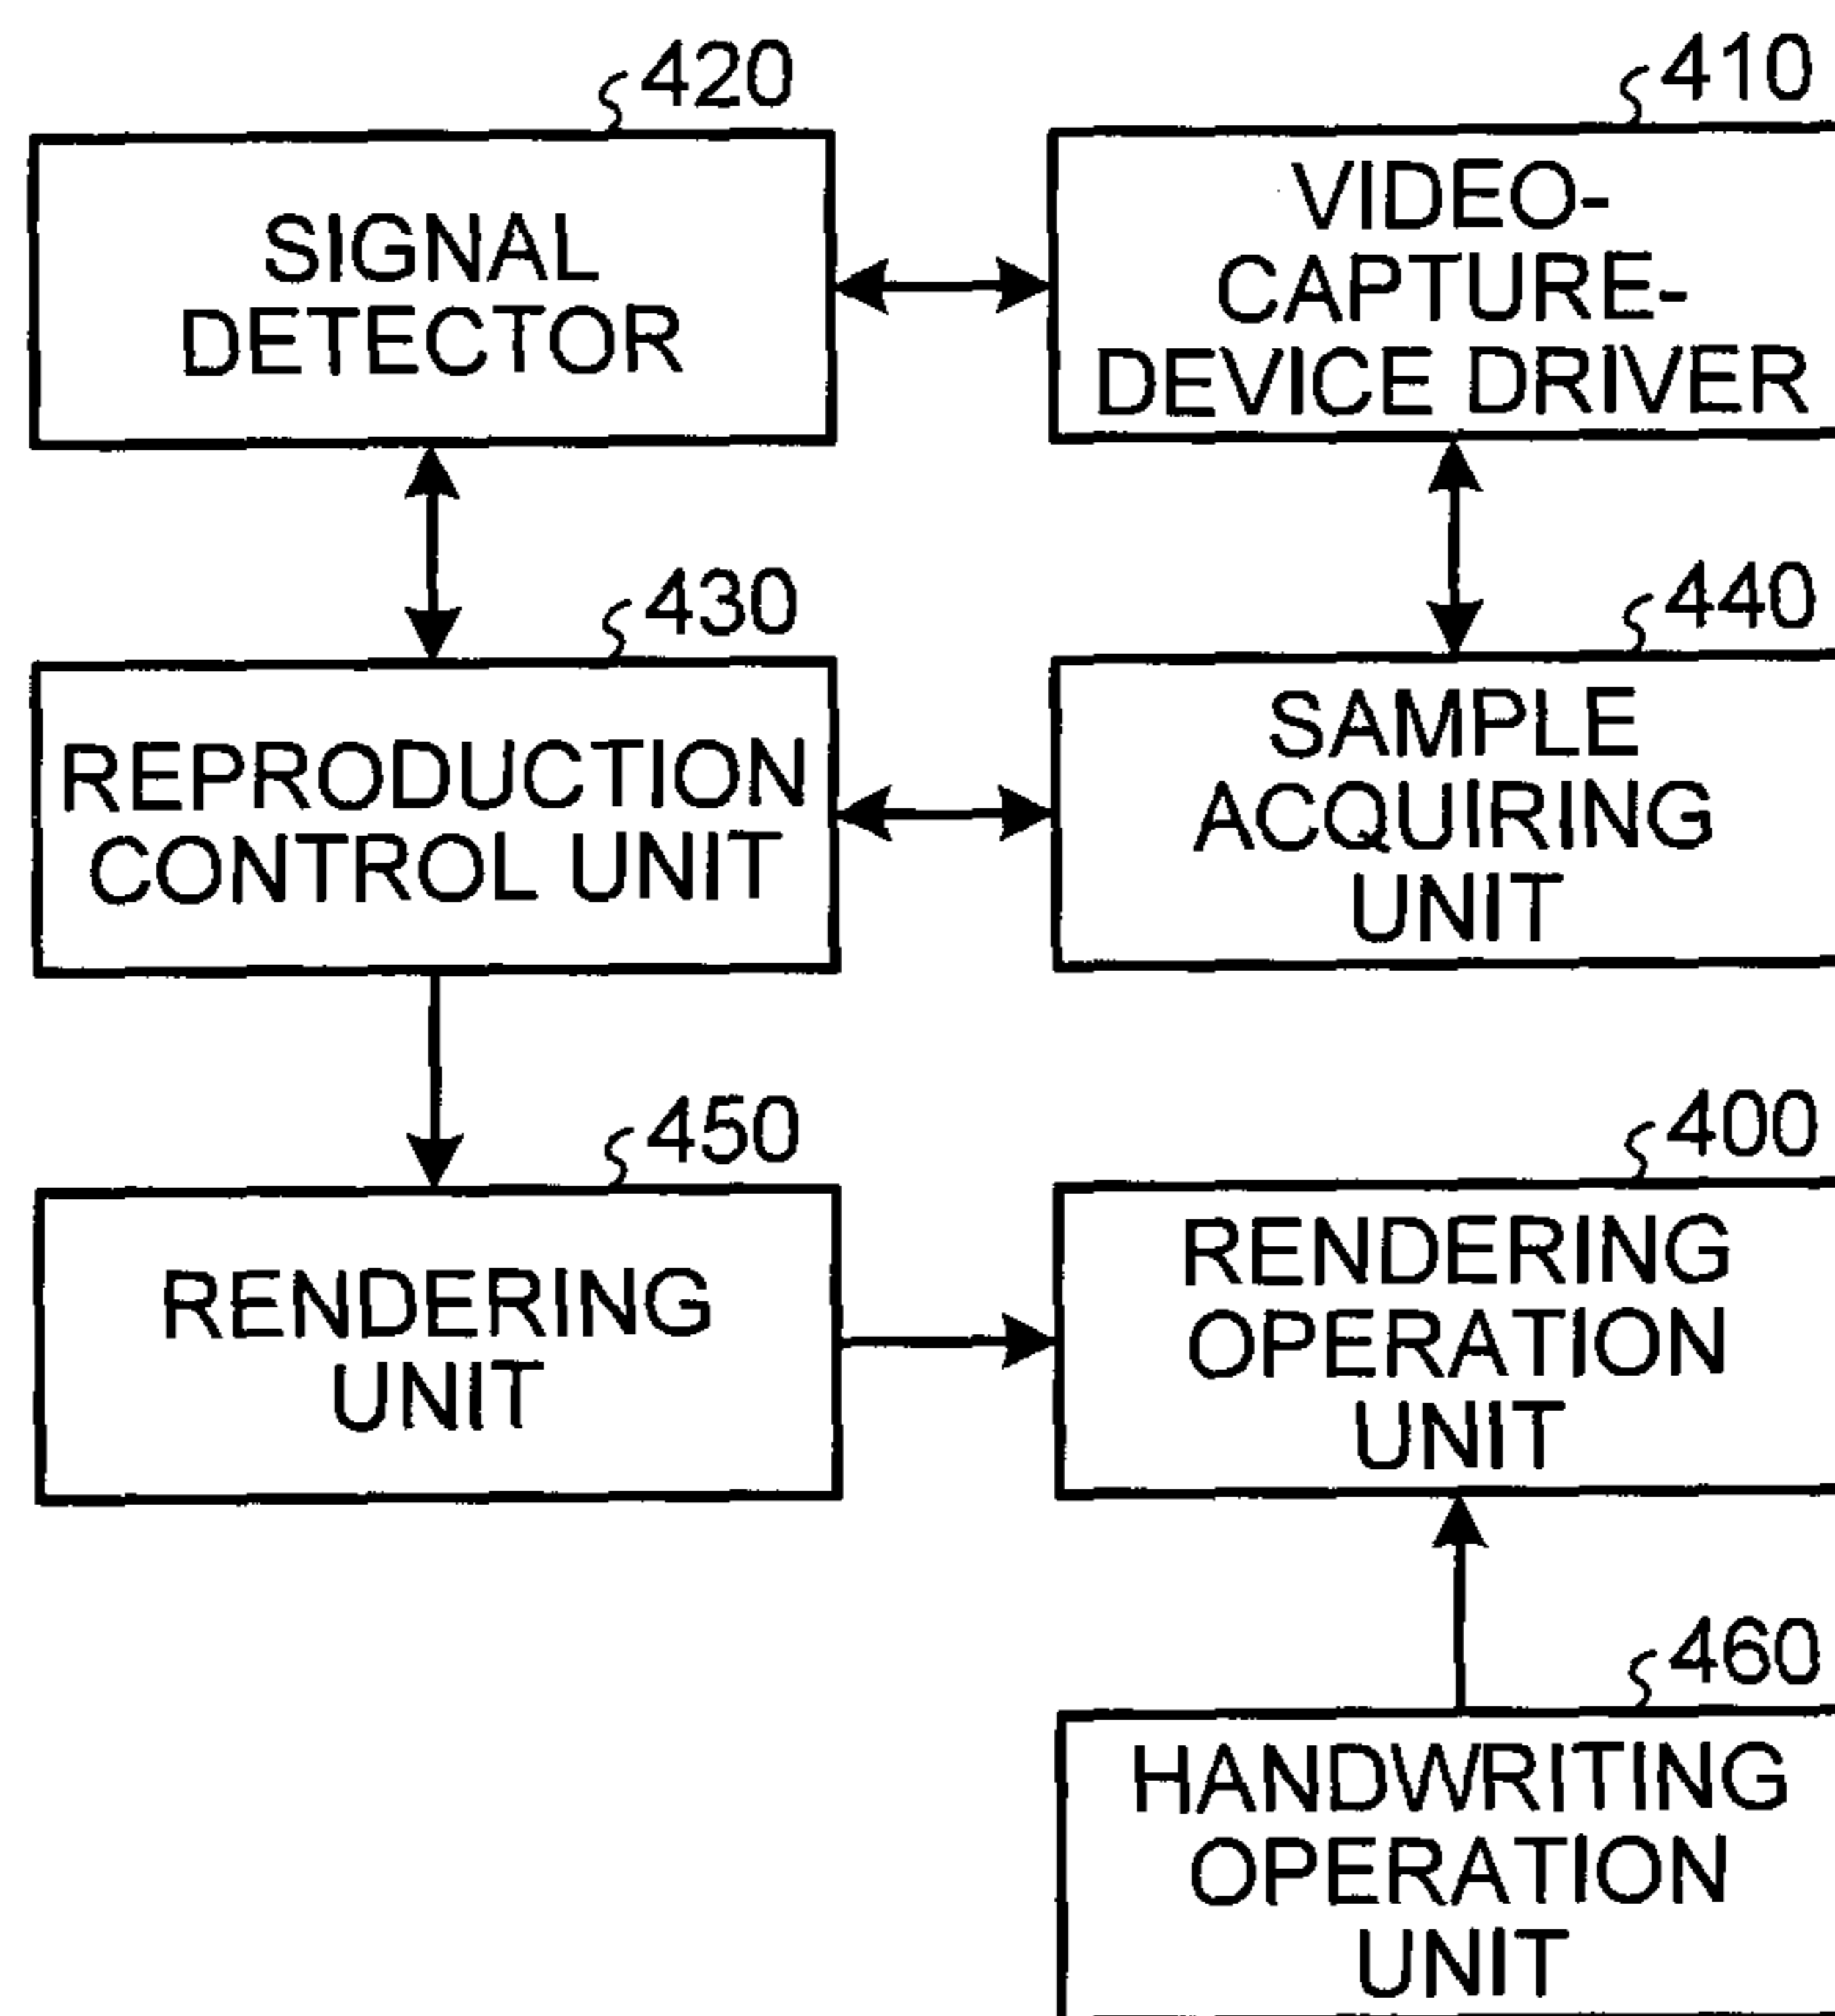 420
SIGNAL
DETECTOR
410
VIDEO-
CAPTURE-
DEVICE DRIVER
430
REPRODUCTION
CONTROL UNIT
440
SAMPLE
ACQUIRING
UNIT
450
RENDERING
UNIT
400
RENDERING
OPERATION
UNIT
460
HANDWRITING
OPERATION
UNIT